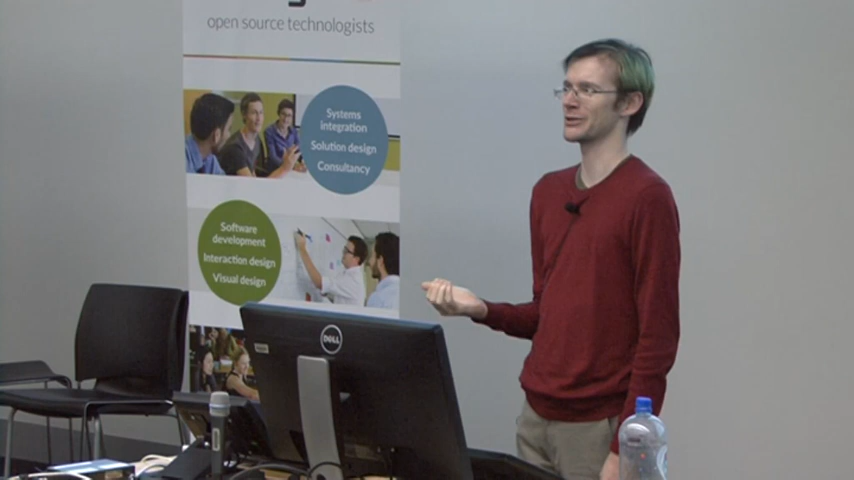 open source technologists
Systems
integration
Solution design
Consultancy
Software
development
Interaction design
Visual design
DELL